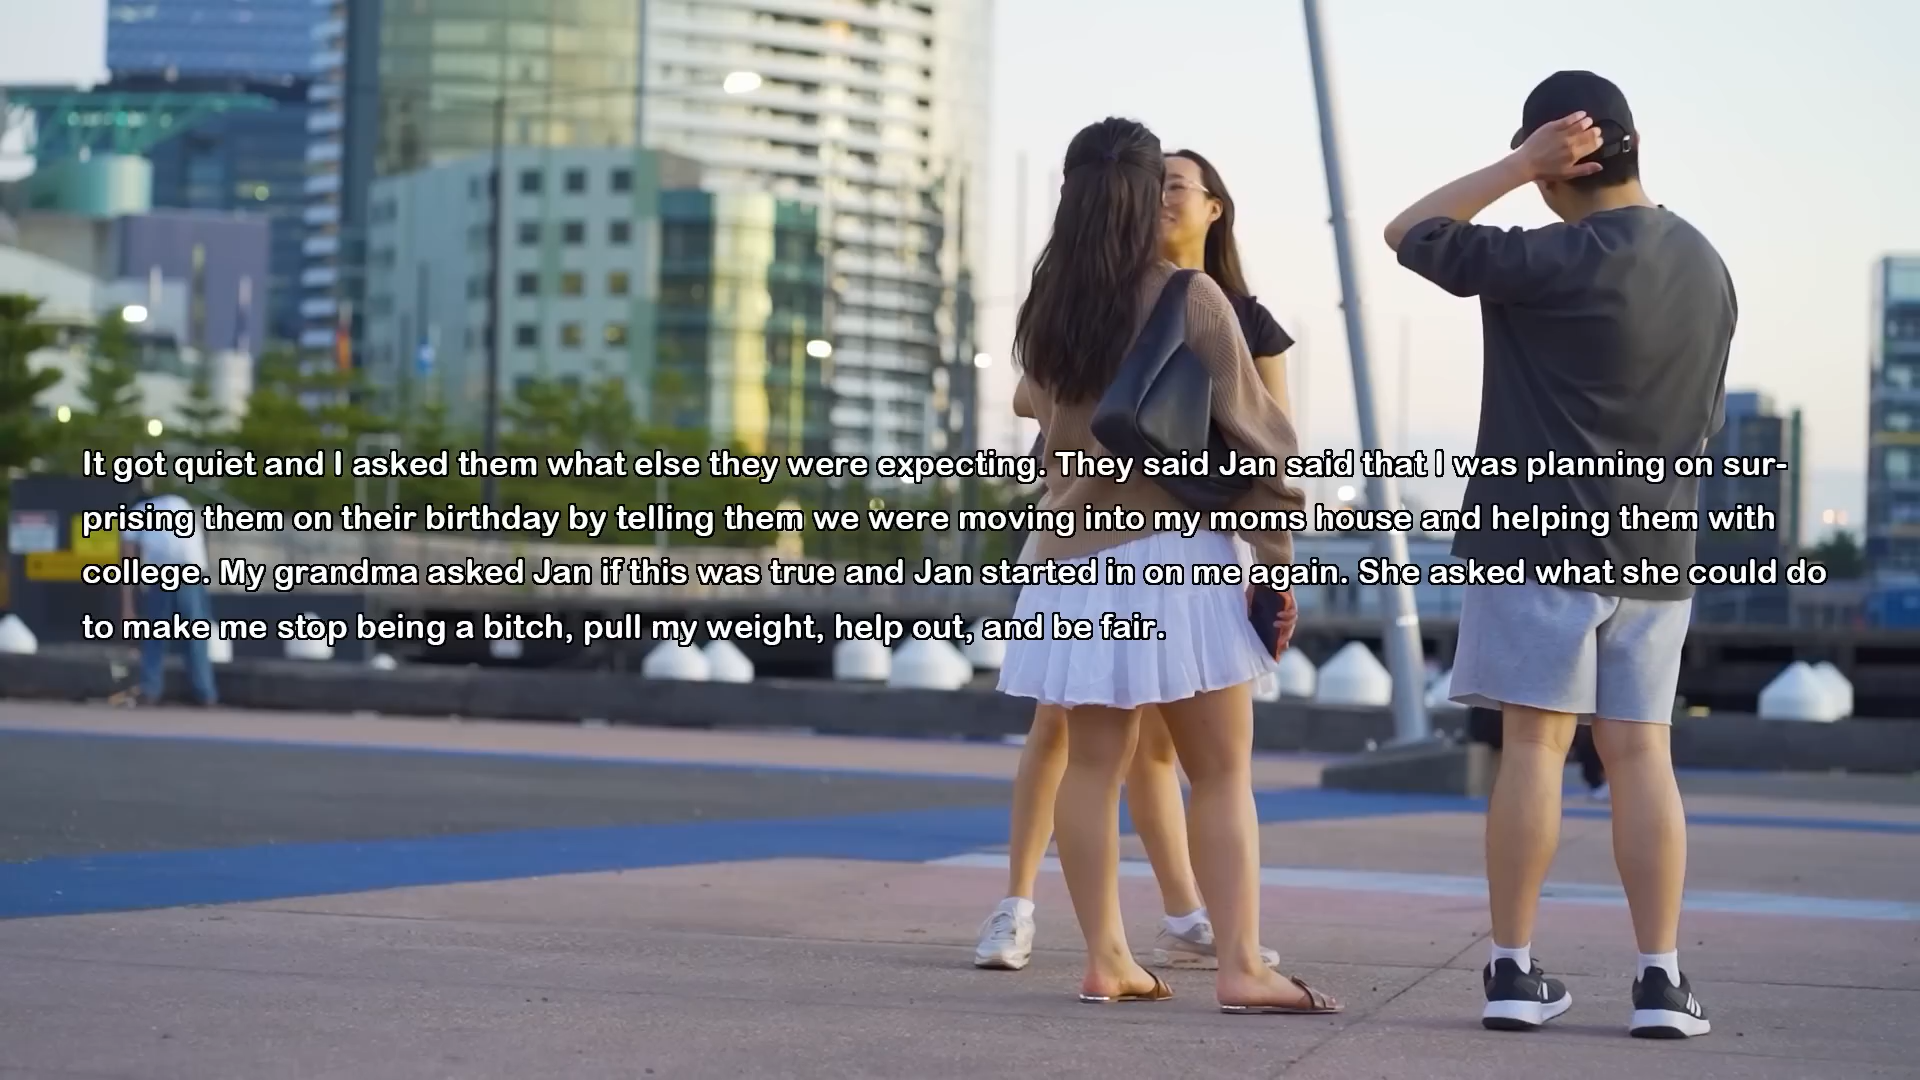 It got quiet and I asked them what else they were expecting. They said Jan said that I was planning on sur-
prising them on their birthday by telling them we were moving into my moms house and helping them with
college. My grandma asked Jan if this was true and Jan started in on me again. She asked what she could do
to make me stop being a bitch, pull my weight, help out, and be fair.